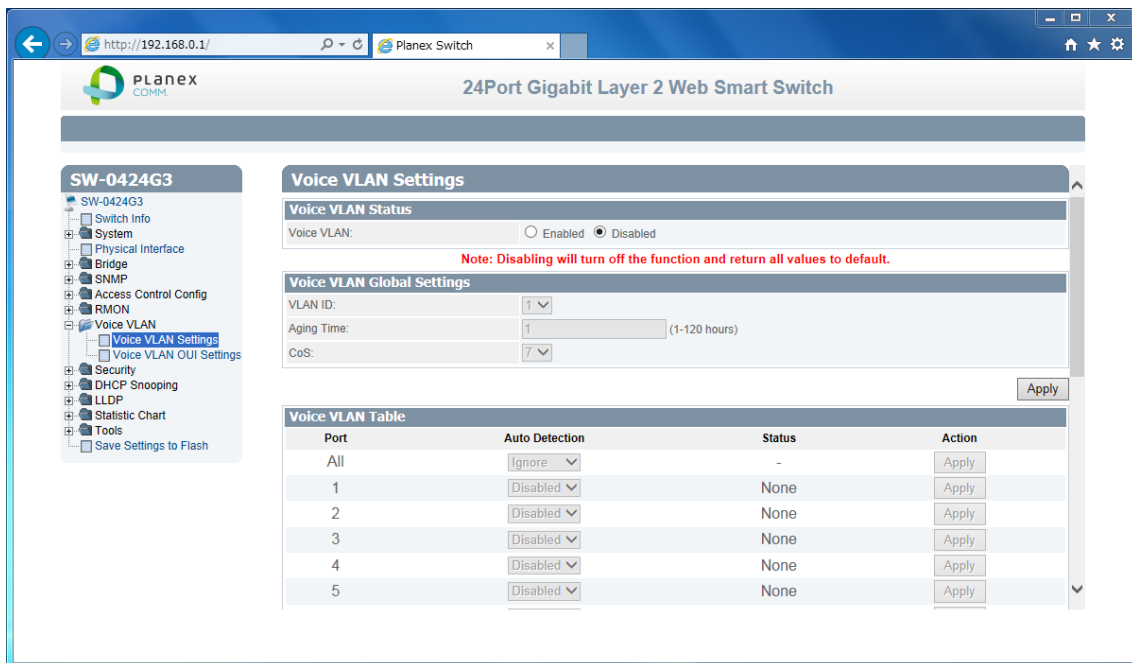 http://192.168.0.1/
Planex Switch
PLanex
COMM.
24Port Gigabit Layer 2 Web Smart Switch
SW-0424G3
SW-0424G3
Switch Info
System
Physical Interface
Bridge
SNMP
Access Control Config
RMON
Voice VLAN
Voice VLAN Settings
Voice VLAN OUI Settings
Security
DHCP Snooping
LLDP
Statistic Chart
Tools
Save Settings to Flash
Voice VLAN Settings
Voice VLAN Status
Voice VLAN: Enabled Disabled
Note: Disabling will turn off the function and return all values to default.
Voice VLAN Global Settings
VLAN ID: 1
Aging Time: 1 (1-120 hours)
CoS: 7
Apply
Voice VLAN Table
Port Auto Detection Status Action
All Ignore - Apply
1 Disabled None Apply
2 Disabled None Apply
3 Disabled None Apply
4 Disabled None Apply
5 Disabled None Apply